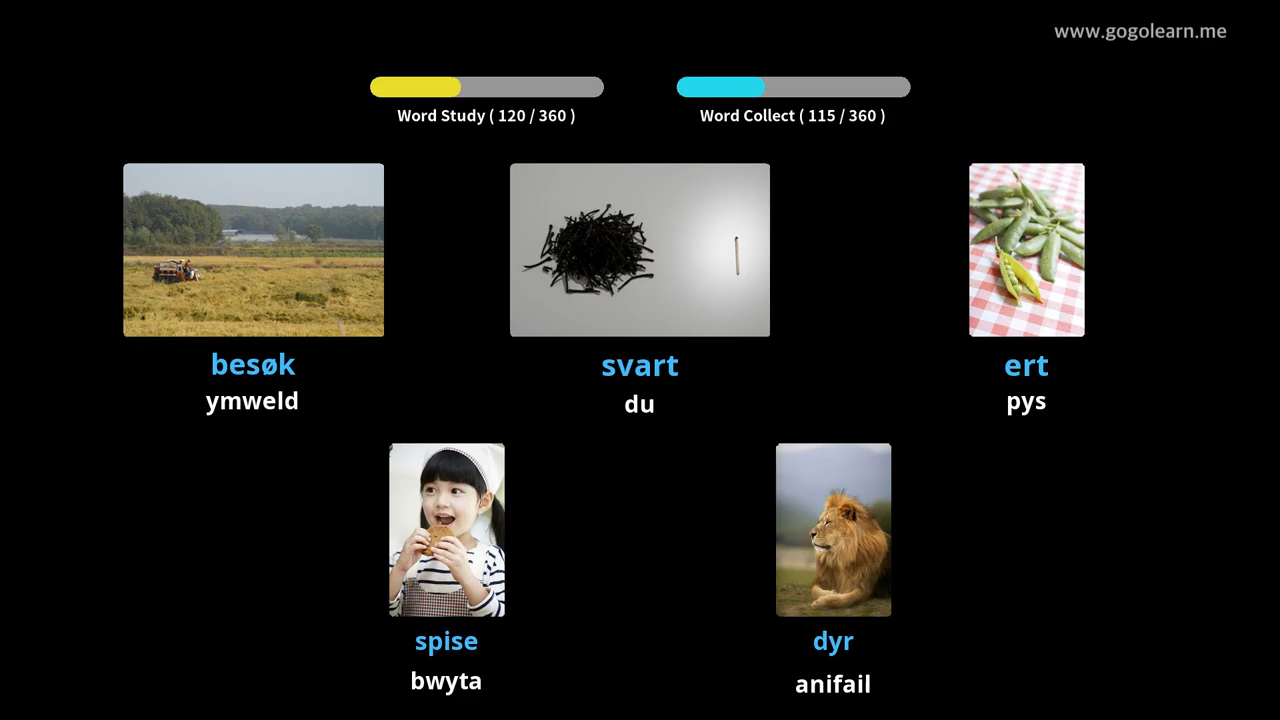 www.gogolearn.me
Word Study ( 120 / 360 )
Word Collect ( 115 / 360 )
besøk
ymweld
svart
du
ert
pys
spise
bwyta
dyr
anifail